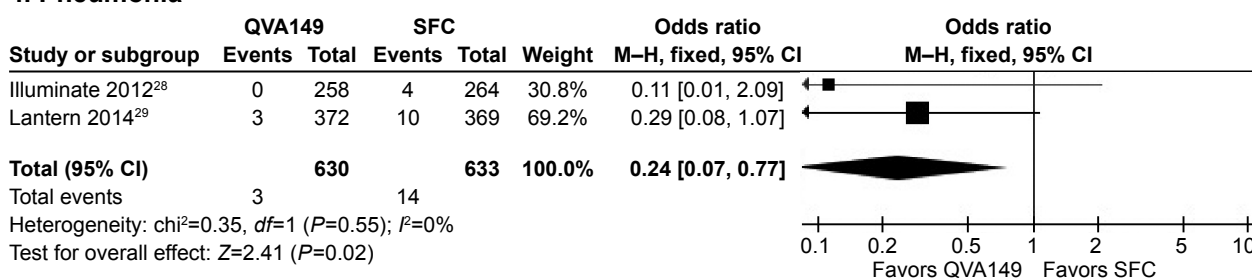 QVA149 SFC Odds ratio Odds ratio
Study or subgroup Events Total Events Total Weight M–H, fixed, 95% CI M–H, fixed, 95% CI
Illuminate 2012²⁸ 0 258 4 264 30.8% 0.11 [0.01, 2.09]
Lantern 2014²⁹ 3 372 10 369 69.2% 0.29 [0.08, 1.07]
Total (95% CI) 630 633 100.0% 0.24 [0.07, 0.77]
Total events 3 14
Heterogeneity: chi²=0.35, df=1 (P=0.55); I²=0%
Test for overall effect: Z=2.41 (P=0.02)
0.1 0.2 0.5 1 2 5 10
Favors QVA149 Favors SFC